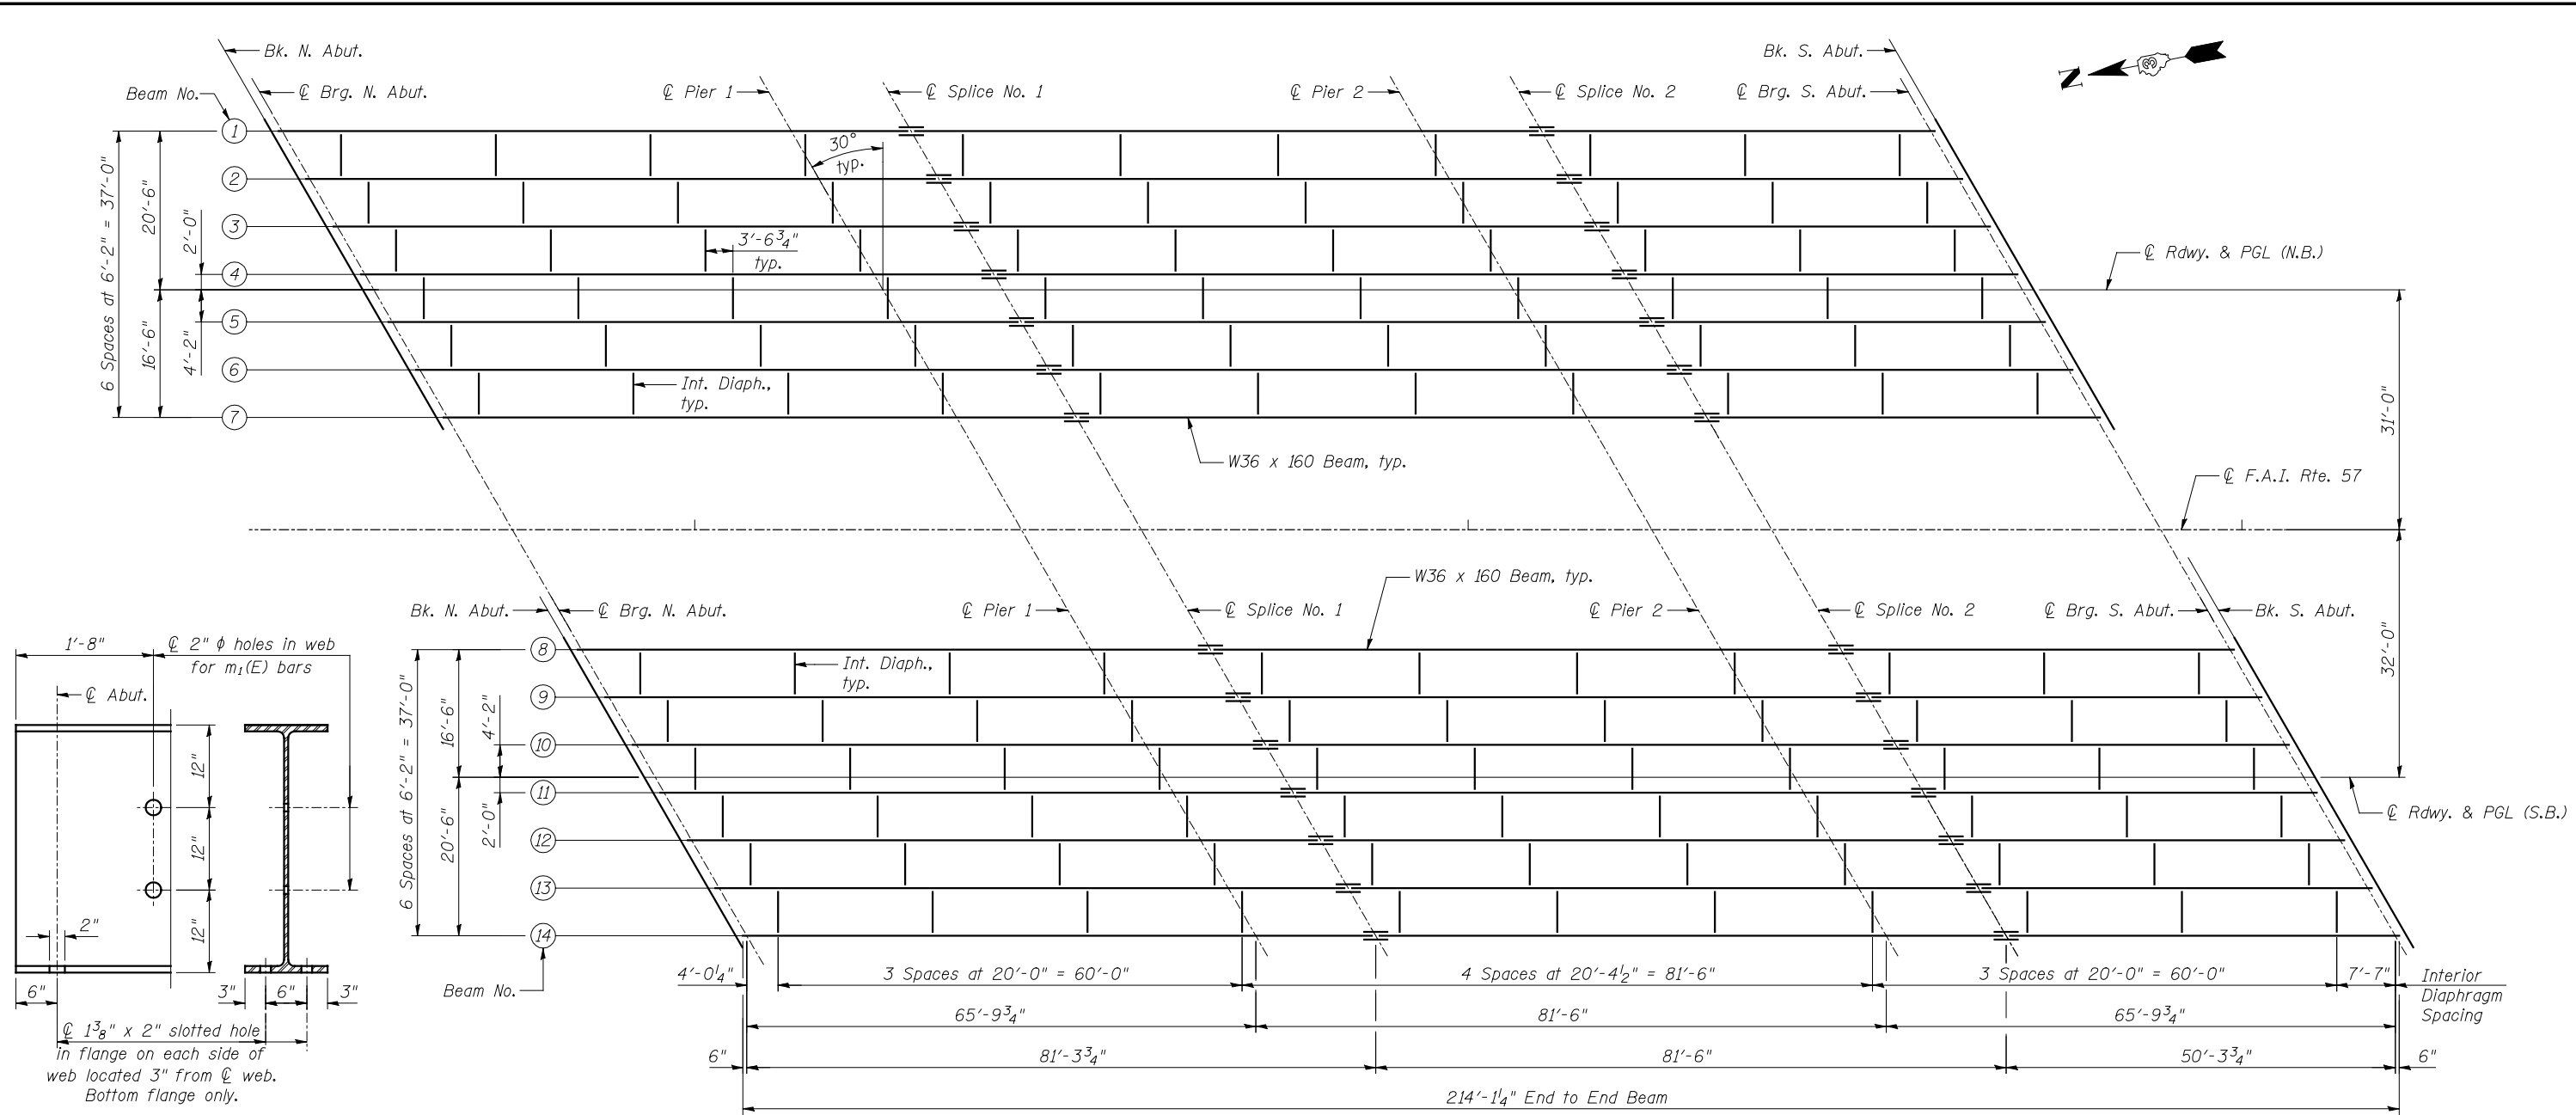 Bk. N. Abut.
Bk. S. Abut.
N
3
Beam No.
℄ Brg. N. Abut.
℄ Pier 1
℄ Splice No. 1
℄ Pier 2
℄ Splice No. 2
℄ Brg. S. Abut.
1
2
3
4
5
6
7
6 Spaces at 6'-2" = 37'-0"
20'-6"
16'-6"
2'-0"
4'-2"
30°
typ.
3'-6¾"
typ.
℄ Rdwy. & PGL (N.B.)
Int. Diaph.,
typ.
W36 x 160 Beam, typ.
31'-0"
℄ F.A.I. Rte. 57
32'-0"
W36 x 160 Beam, typ.
Bk. N. Abut.
℄ Brg. N. Abut.
℄ Pier 1
℄ Splice No. 1
℄ Pier 2
℄ Splice No. 2
℄ Brg. S. Abut.
Bk. S. Abut.
8
9
10
11
12
13
14
6 Spaces at 6'-2" = 37'-0"
16'-6"
20'-6"
4'-2"
2'-0"
Int. Diaph.,
typ.
℄ Rdwy. & PGL (S.B.)
Beam No.
4'-0¼"
3 Spaces at 20'-0" = 60'-0"
4 Spaces at 20'-4½" = 81'-6"
3 Spaces at 20'-0" = 60'-0"
7'-7"
Interior
Diaphragm
Spacing
65'-9¾"
81'-6"
65'-9¾"
6"
81'-3¾"
81'-6"
50'-3¾"
6"
214'-1¼" End to End Beam
1'-8"
℄ 2" ϕ holes in web
for m₁(E) bars
℄ Abut.
12"
12"
12"
2"
6"
3"
6"
3"
℄ 1⅜" x 2" slotted hole
in flange on each side of
web located 3" from ℄ web.
Bottom flange only.